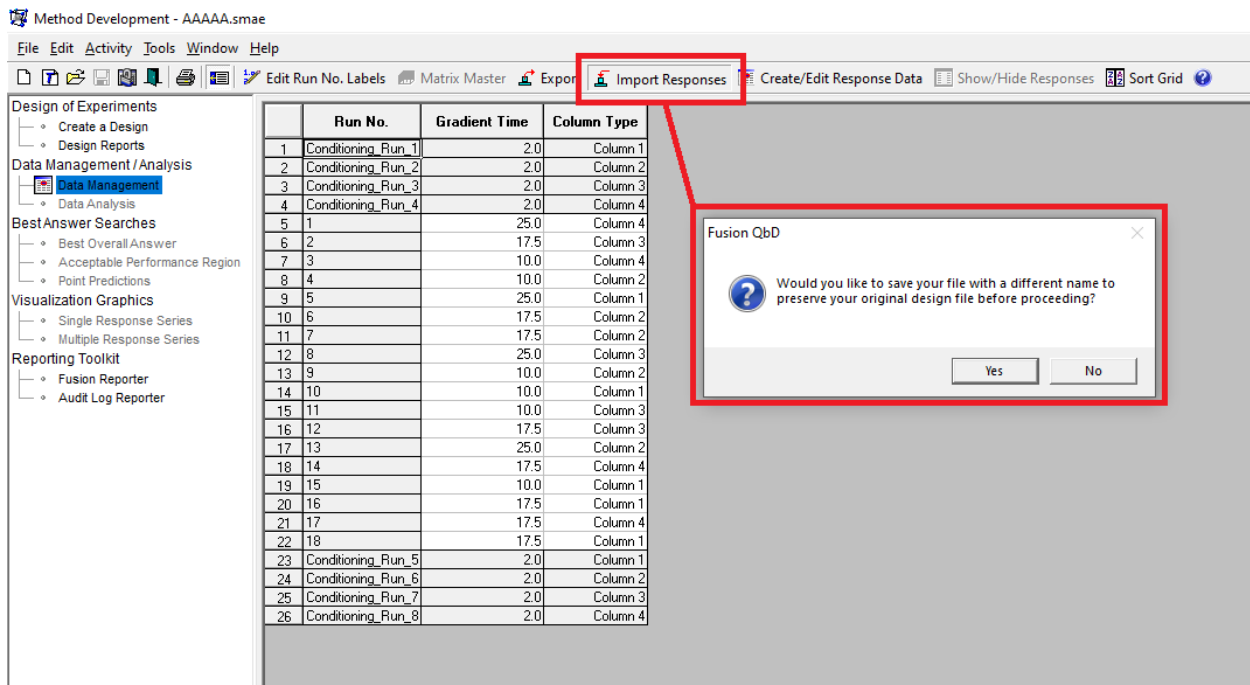 Method Development - AAAAA.smae
File Edit Activity Tools Window Help
Edit Run No. Labels Matrix Master Export Import Responses Create/Edit Response Data Show/Hide Responses Sort Grid
Design of Experiments
Create a Design
Design Reports
Data Management / Analysis
Data Management
Data Analysis
Best Answer Searches
Best Overall Answer
Acceptable Performance Region
Point Predictions
Visualization Graphics
Single Response Series
Multiple Response Series
Reporting Toolkit
Fusion Reporter
Audit Log Reporter
Run No. Gradient Time Column Type
1 Conditioning_Run_1 2.0 Column 1
2 Conditioning_Run_2 2.0 Column 2
3 Conditioning_Run_3 2.0 Column 3
4 Conditioning_Run_4 2.0 Column 4
5 1 25.0 Column 4
6 2 17.5 Column 3
7 3 10.0 Column 4
8 4 10.0 Column 2
9 5 25.0 Column 1
10 6 17.5 Column 2
11 7 17.5 Column 2
12 8 25.0 Column 3
13 9 10.0 Column 2
14 10 10.0 Column 1
15 11 10.0 Column 3
16 12 17.5 Column 3
17 13 25.0 Column 2
18 14 17.5 Column 4
19 15 10.0 Column 1
20 16 17.5 Column 1
21 17 17.5 Column 4
22 18 17.5 Column 1
23 Conditioning_Run_5 2.0 Column 1
24 Conditioning_Run_6 2.0 Column 2
25 Conditioning_Run_7 2.0 Column 3
26 Conditioning_Run_8 2.0 Column 4
Fusion QbD
Would you like to save your file with a different name to
preserve your original design file before proceeding?
Yes No